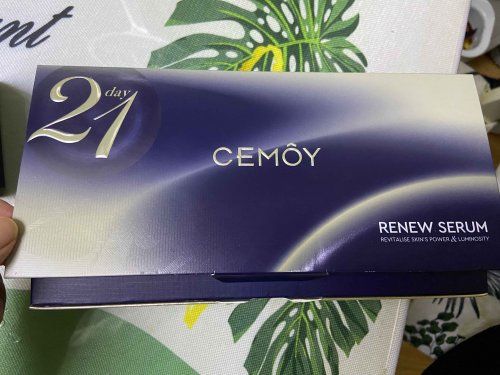 day
21
CEMÔY
RENEW SERUM
REVITALISE SKIN'S POWER & LUMINOSITY